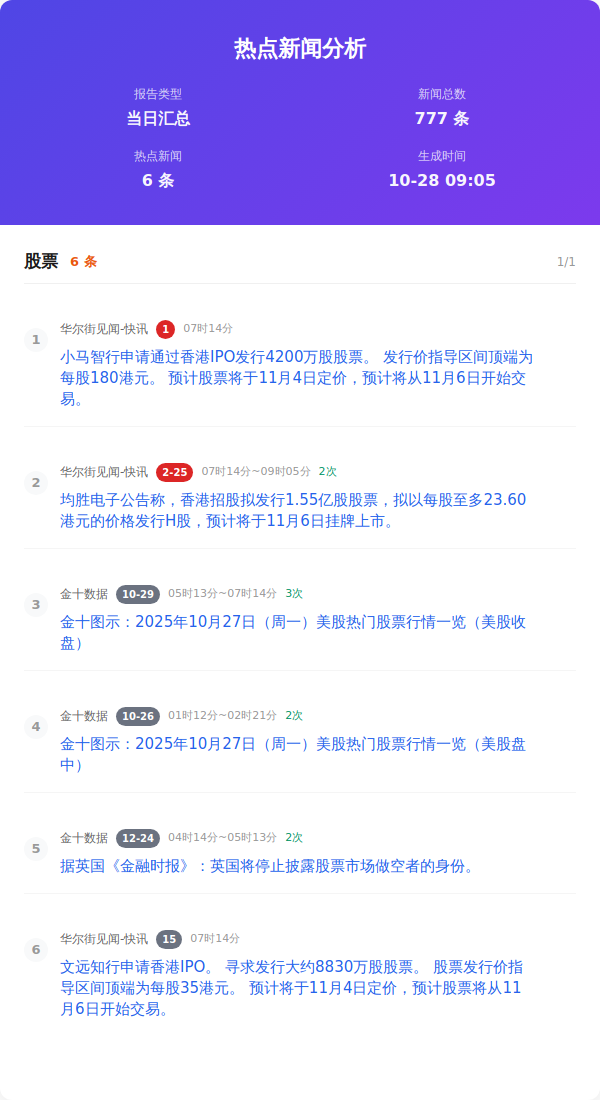 热点新闻分析
报告类型
新闻总数
当日汇总
777 条
热点新闻
生成时间
6 条
10-28 09:05
股票 6 条 1/1
1
华尔街见闻-快讯 1 07时14分
小马智行申请通过香港IPO发行4200万股股票。 发行价指导区间顶端为
每股180港元。 预计股票将于11月4日定价，预计将从11月6日开始交
易。
2
华尔街见闻-快讯 2-25 07时14分~09时05分 2次
均胜电子公告称，香港招股拟发行1.55亿股股票，拟以每股至多23.60
港元的价格发行H股，预计将于11月6日挂牌上市。
3
金十数据 10-29 05时13分~07时14分 3次
金十图示：2025年10月27日（周一）美股热门股票行情一览（美股收
盘）
4
金十数据 10-26 01时12分~02时21分 2次
金十图示：2025年10月27日（周一）美股热门股票行情一览（美股盘
中）
5
金十数据 12-24 04时14分~05时13分 2次
据英国《金融时报》：英国将停止披露股票市场做空者的身份。
6
华尔街见闻-快讯 15 07时14分
文远知行申请香港IPO。 寻求发行大约8830万股股票。 股票发行价指
导区间顶端为每股35港元。 预计将于11月4日定价，预计股票将从11
月6日开始交易。